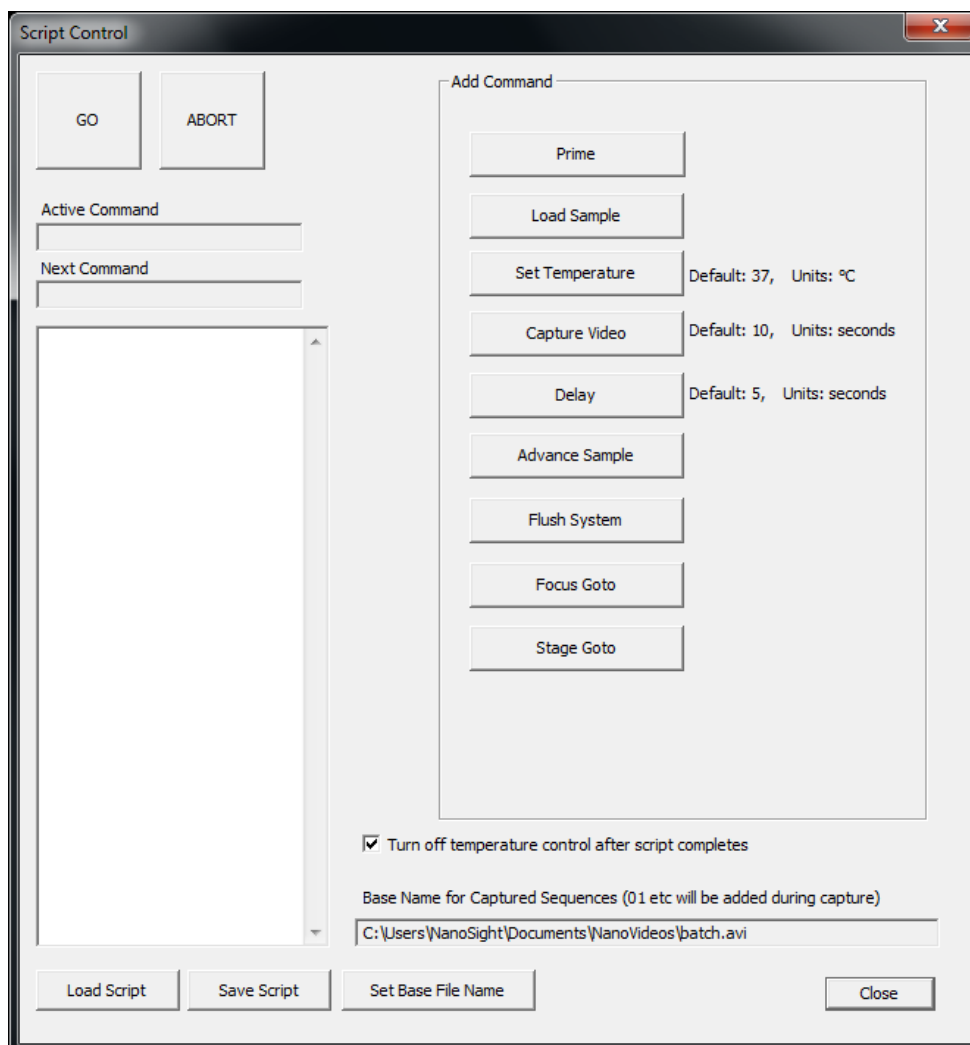 Script Control
GO
ABORT
Active Command
Next Command
Add Command
Prime
Load Sample
Set Temperature Default: 37, Units: °C
Capture Video Default: 10, Units: seconds
Delay Default: 5, Units: seconds
Advance Sample
Flush System
Focus Goto
Stage Goto
Turn off temperature control after script completes
Base Name for Captured Sequences (01 etc will be added during capture)
C:\Users\NanoSight\Documents\NanoVideos\batch.avi
Load Script
Save Script
Set Base File Name
Close